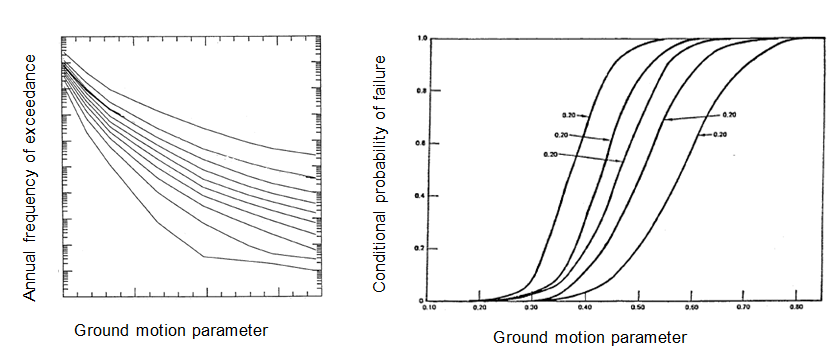 Annual frequency of exceedance
Ground motion parameter
Conditional probability of failure
1.0
0.8
0.6
0.4
0.2
0
0.20
0.20
0.20
0.20
0.20
0.10 0.20 0.30 0.40 0.50 0.60 0.70 0.80
Ground motion parameter